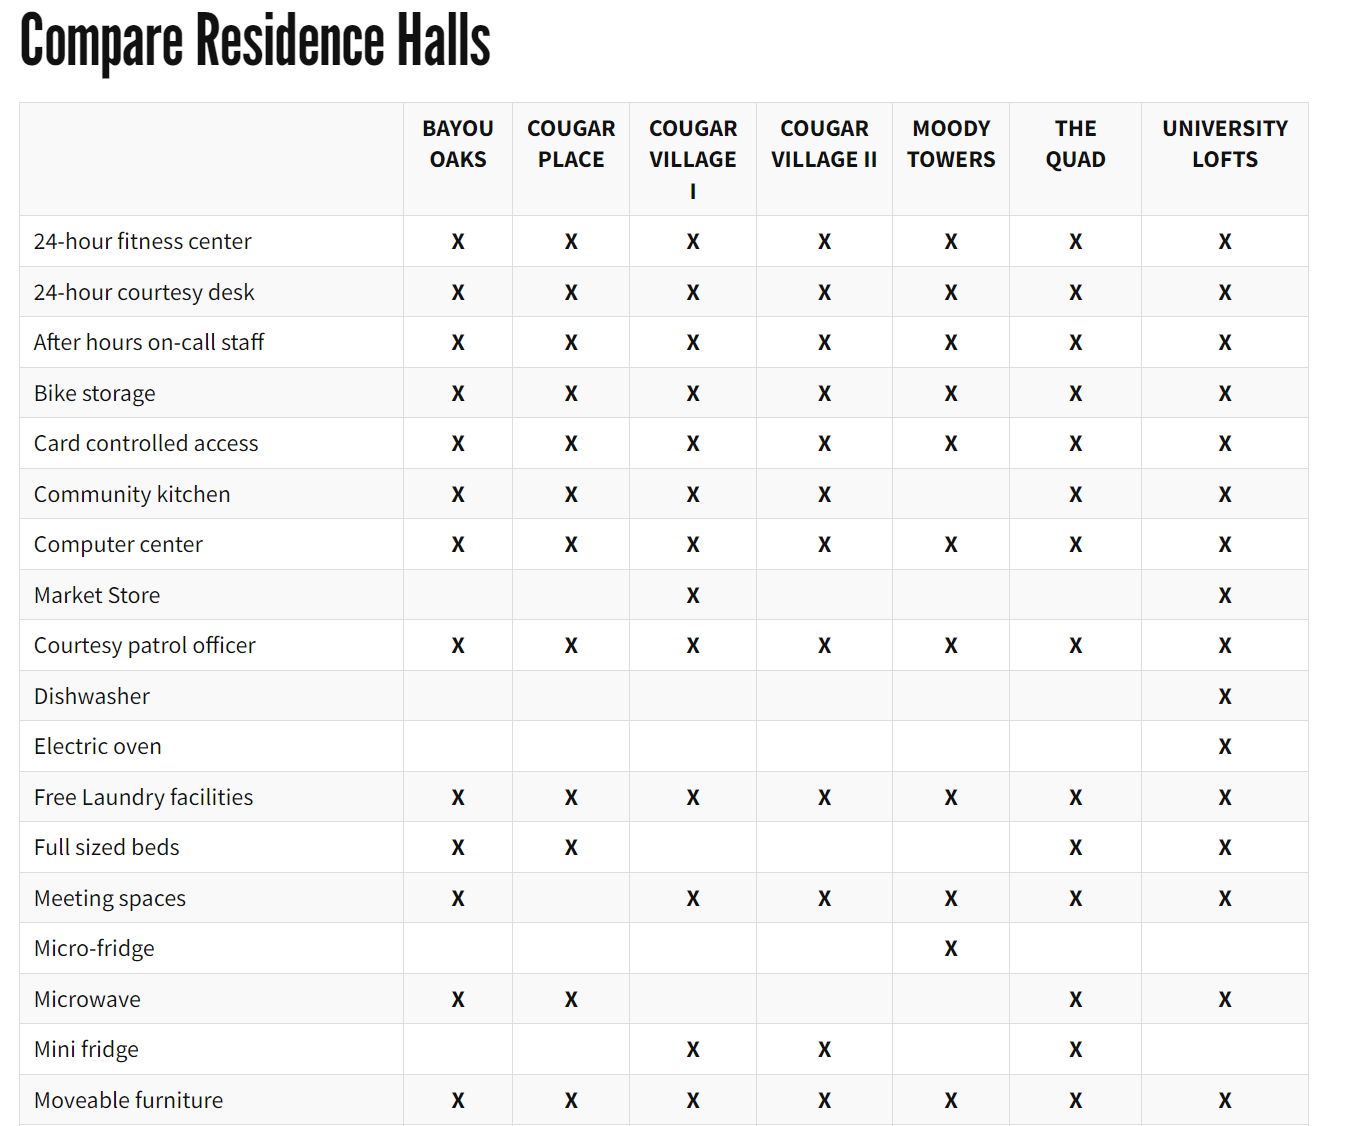 Compare Residence Halls
BAYOU OAKS COUGAR PLACE COUGAR VILLAGE I COUGAR VILLAGE II MOODY TOWERS THE QUAD UNIVERSITY LOFTS
24-hour fitness center X X X X X X X
24-hour courtesy desk X X X X X X X
After hours on-call staff X X X X X X X
Bike storage X X X X X X X
Card controlled access X X X X X X X
Community kitchen X X X X X X
Computer center X X X X X X X
Market Store X X
Courtesy patrol officer X X X X X X X
Dishwasher X
Electric oven X
Free Laundry facilities X X X X X X X
Full sized beds X X X X
Meeting spaces X X X X X X
Micro-fridge X
Microwave X X X X
Mini fridge X X X
Moveable furniture X X X X X X X